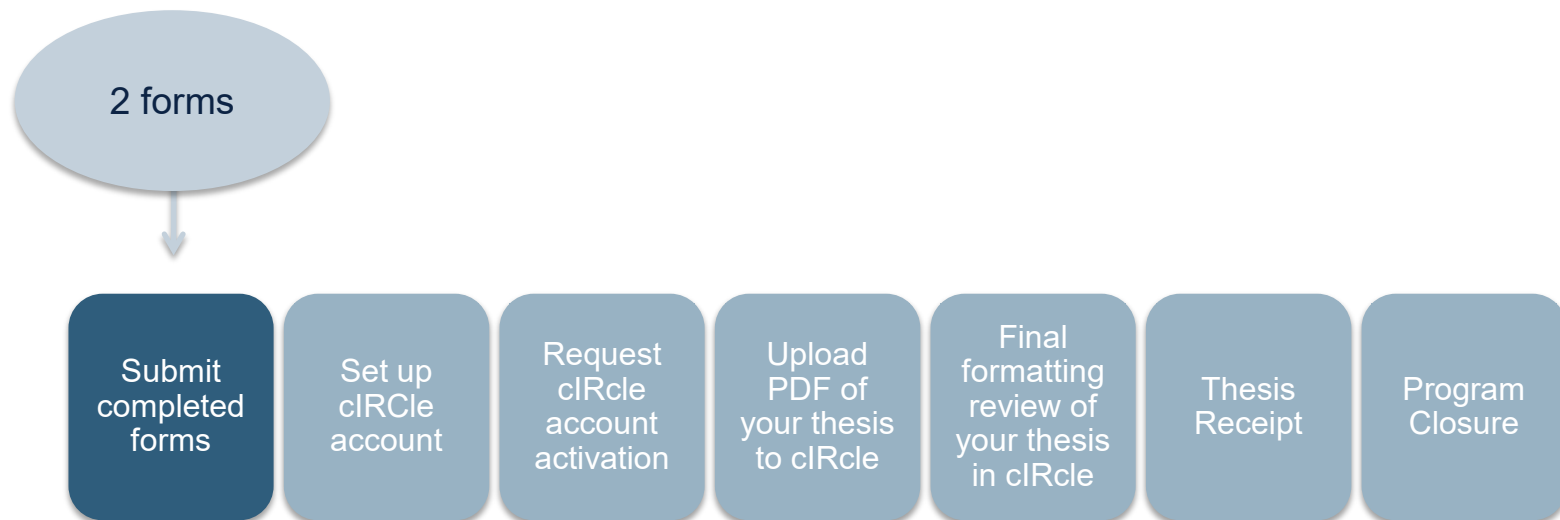 2 forms
Submit
completed
forms
Set up
cIRCle
account
Request
cIRcle
account
activation
Upload
PDF of
your thesis
to cIRcle
Final
formatting
review of
your thesis
in cIRcle
Thesis
Receipt
Program
Closure